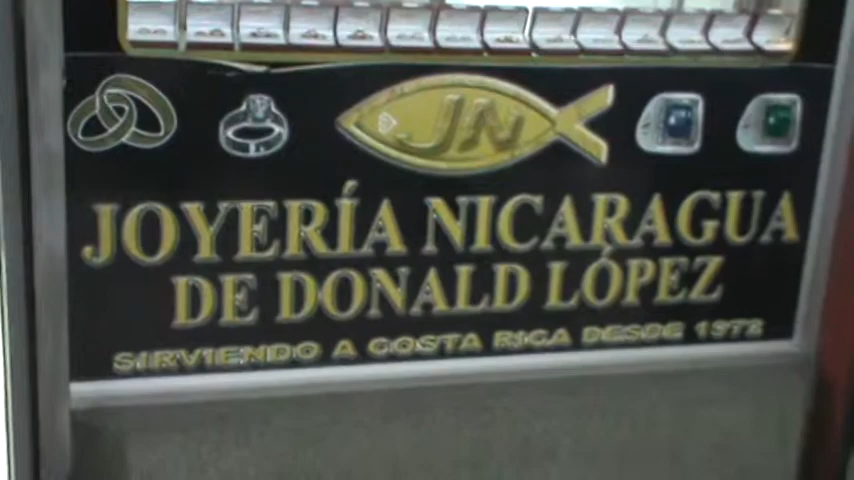 JN
JOYERÍA NICARAGUA
DE DONALD LÓPEZ
SIRVIENDO A COSTA RICA DESDE 1972